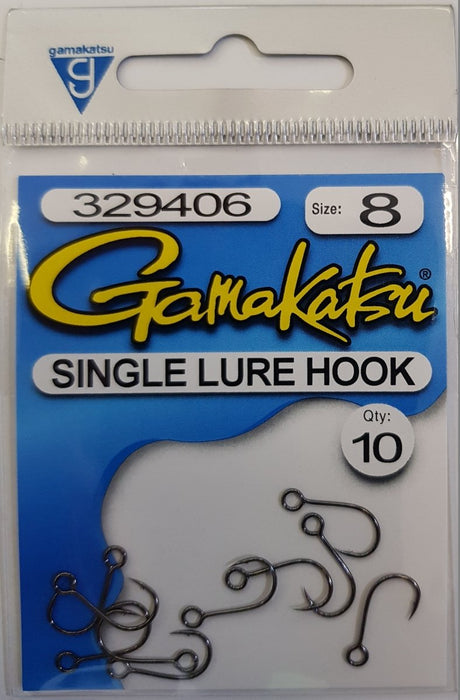 gamakatsu
329406
Size: 8
Gamakatsu®
SINGLE LURE HOOK
Qty:
10